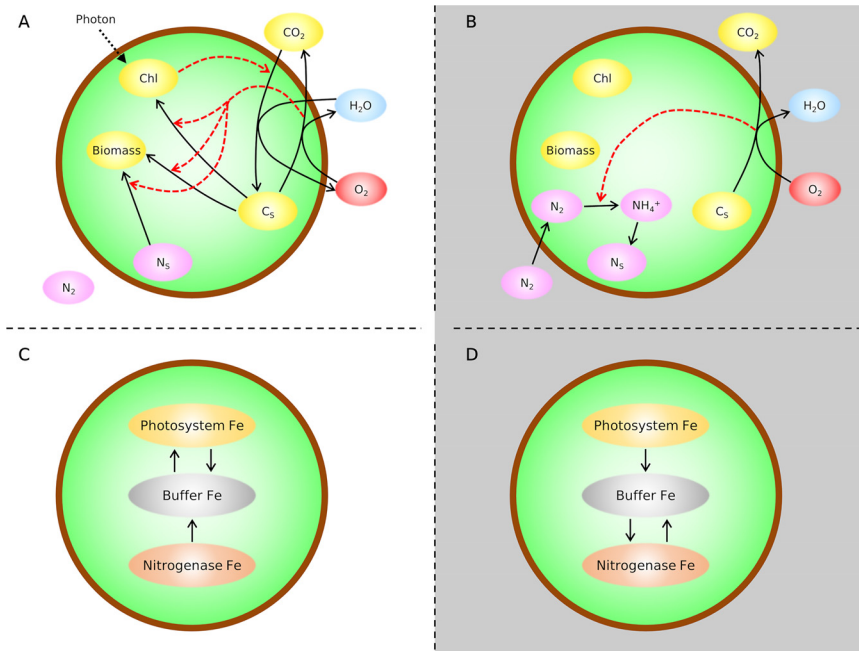 A
Photon
CO₂
Chl
H₂O
Biomass
O₂
Cₛ
Nₛ
N₂
B
CO₂
Chl
H₂O
Biomass
O₂
N₂
NH₄⁺
Cₛ
Nₛ
N₂
C
Photosystem Fe
Buffer Fe
Nitrogenase Fe
D
Photosystem Fe
Buffer Fe
Nitrogenase Fe